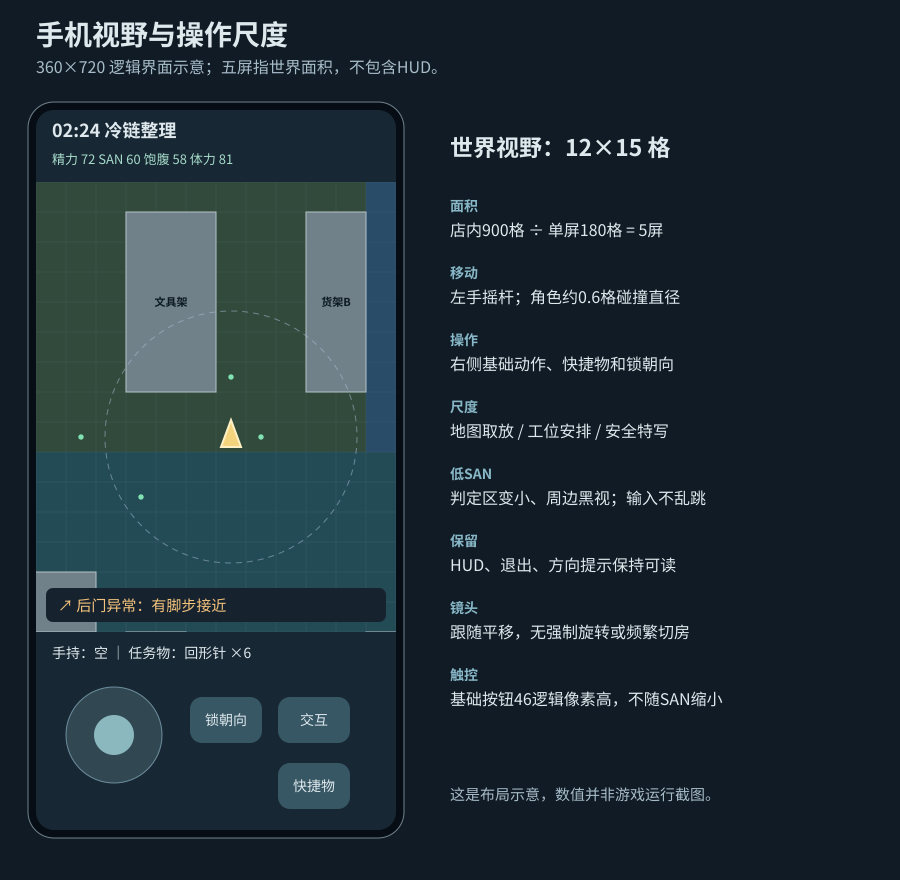 手机视野与操作尺度
360×720 逻辑界面示意；五屏指世界面积，不包含HUD。
02:24 冷链整理
精力 72 SAN 60 饱腹 58 体力 81
文具架
货架B
↗ 后门异常：有脚步接近
手持：空 ｜ 任务物：回形针 ×6
锁朝向
交互
快捷物
世界视野：12×15 格
面积
店内900格 ÷ 单屏180格 = 5屏
移动
左手摇杆；角色约0.6格碰撞直径
操作
右侧基础动作、快捷物和锁朝向
尺度
地图取放 / 工位安排 / 安全特写
低SAN
判定区变小、周边黑视；输入不乱跳
保留
HUD、退出、方向提示保持可读
镜头
跟随平移，无强制旋转或频繁切房
触控
基础按钮46逻辑像素高，不随SAN缩小
这是布局示意，数值并非游戏运行截图。